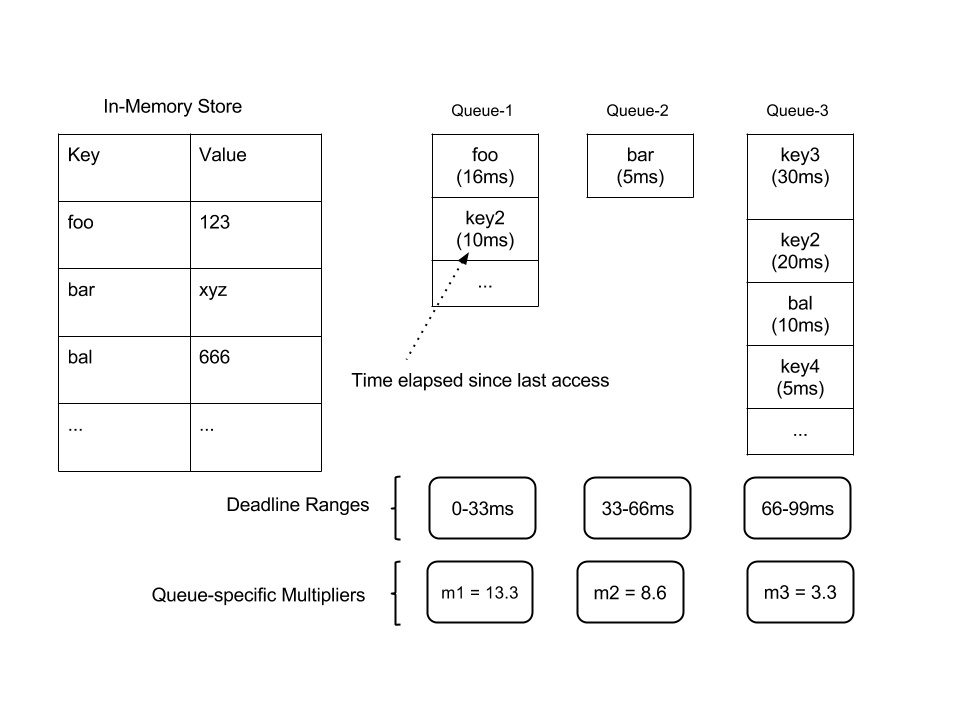 In-Memory Store
Key Value
foo 123
bar xyz
bal 666
... ...
Queue-1
foo
(16ms)
key2
(10ms)
...
Queue-2
bar
(5ms)
Queue-3
key3
(30ms)
key2
(20ms)
bal
(10ms)
key4
(5ms)
...
Time elapsed since last access
Deadline Ranges
0-33ms
33-66ms
66-99ms
Queue-specific Multipliers
m1 = 13.3
m2 = 8.6
m3 = 3.3